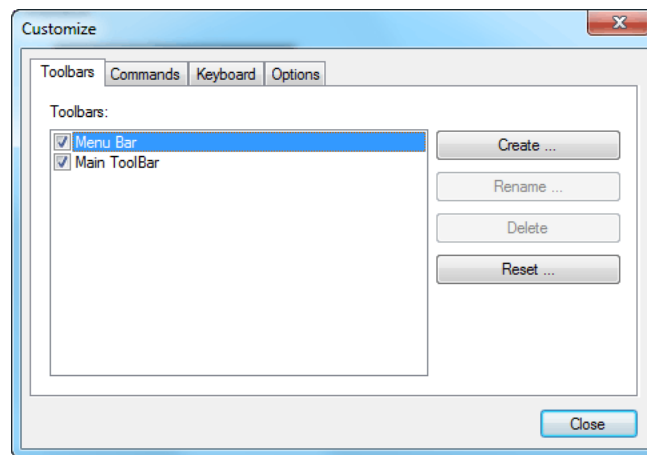 Customize
Toolbars Commands Keyboard Options
Toolbars:
Menu Bar
Main ToolBar
Create ...
Rename ...
Delete
Reset ...
Close